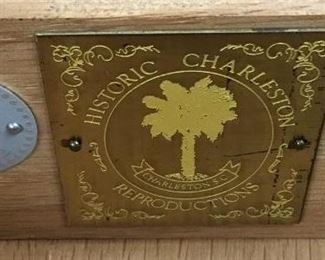 HISTORIC CHARLESTON
CHARLESTON S.C.
REPRODUCTIONS